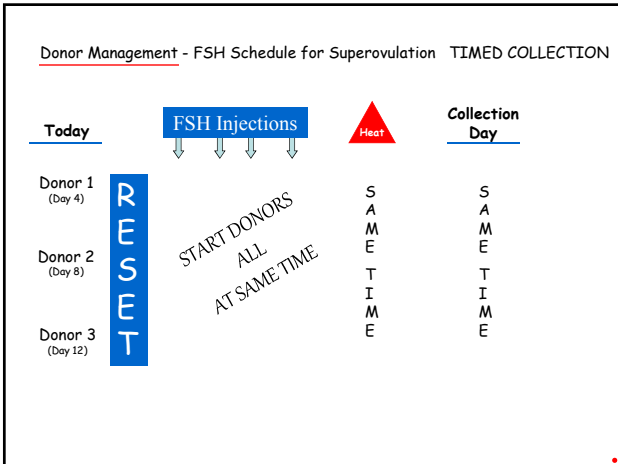 Donor Management - FSH Schedule for Superovulation TIMED COLLECTION
Today
FSH Injections
Heat
Collection
Day
Donor 1
(Day 4)
Donor 2
(Day 8)
Donor 3
(Day 12)
RESET
START DONORS
ALL
AT SAME TIME
SAME TIME
SAME TIME